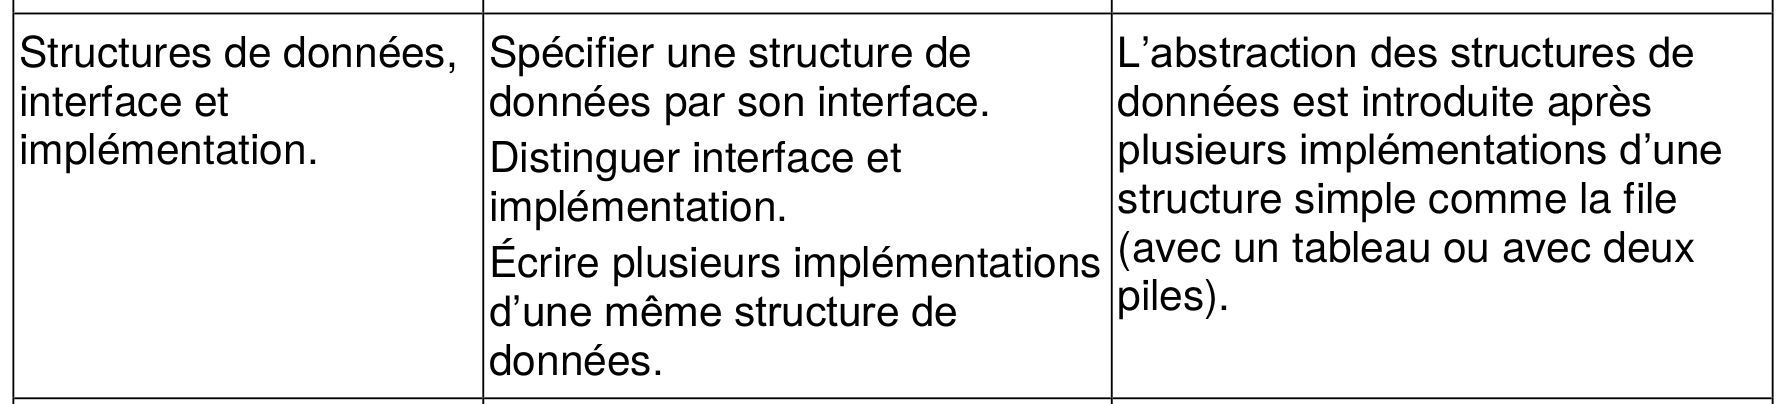 Structures de données,
interface et
implémentation.
Spécifier une structure de
données par son interface.
Distinguer interface et
implémentation.
Écrire plusieurs implémentations
d’une même structure de
données.
L’abstraction des structures de
données est introduite après
plusieurs implémentations d’une
structure simple comme la file
(avec un tableau ou avec deux
piles).